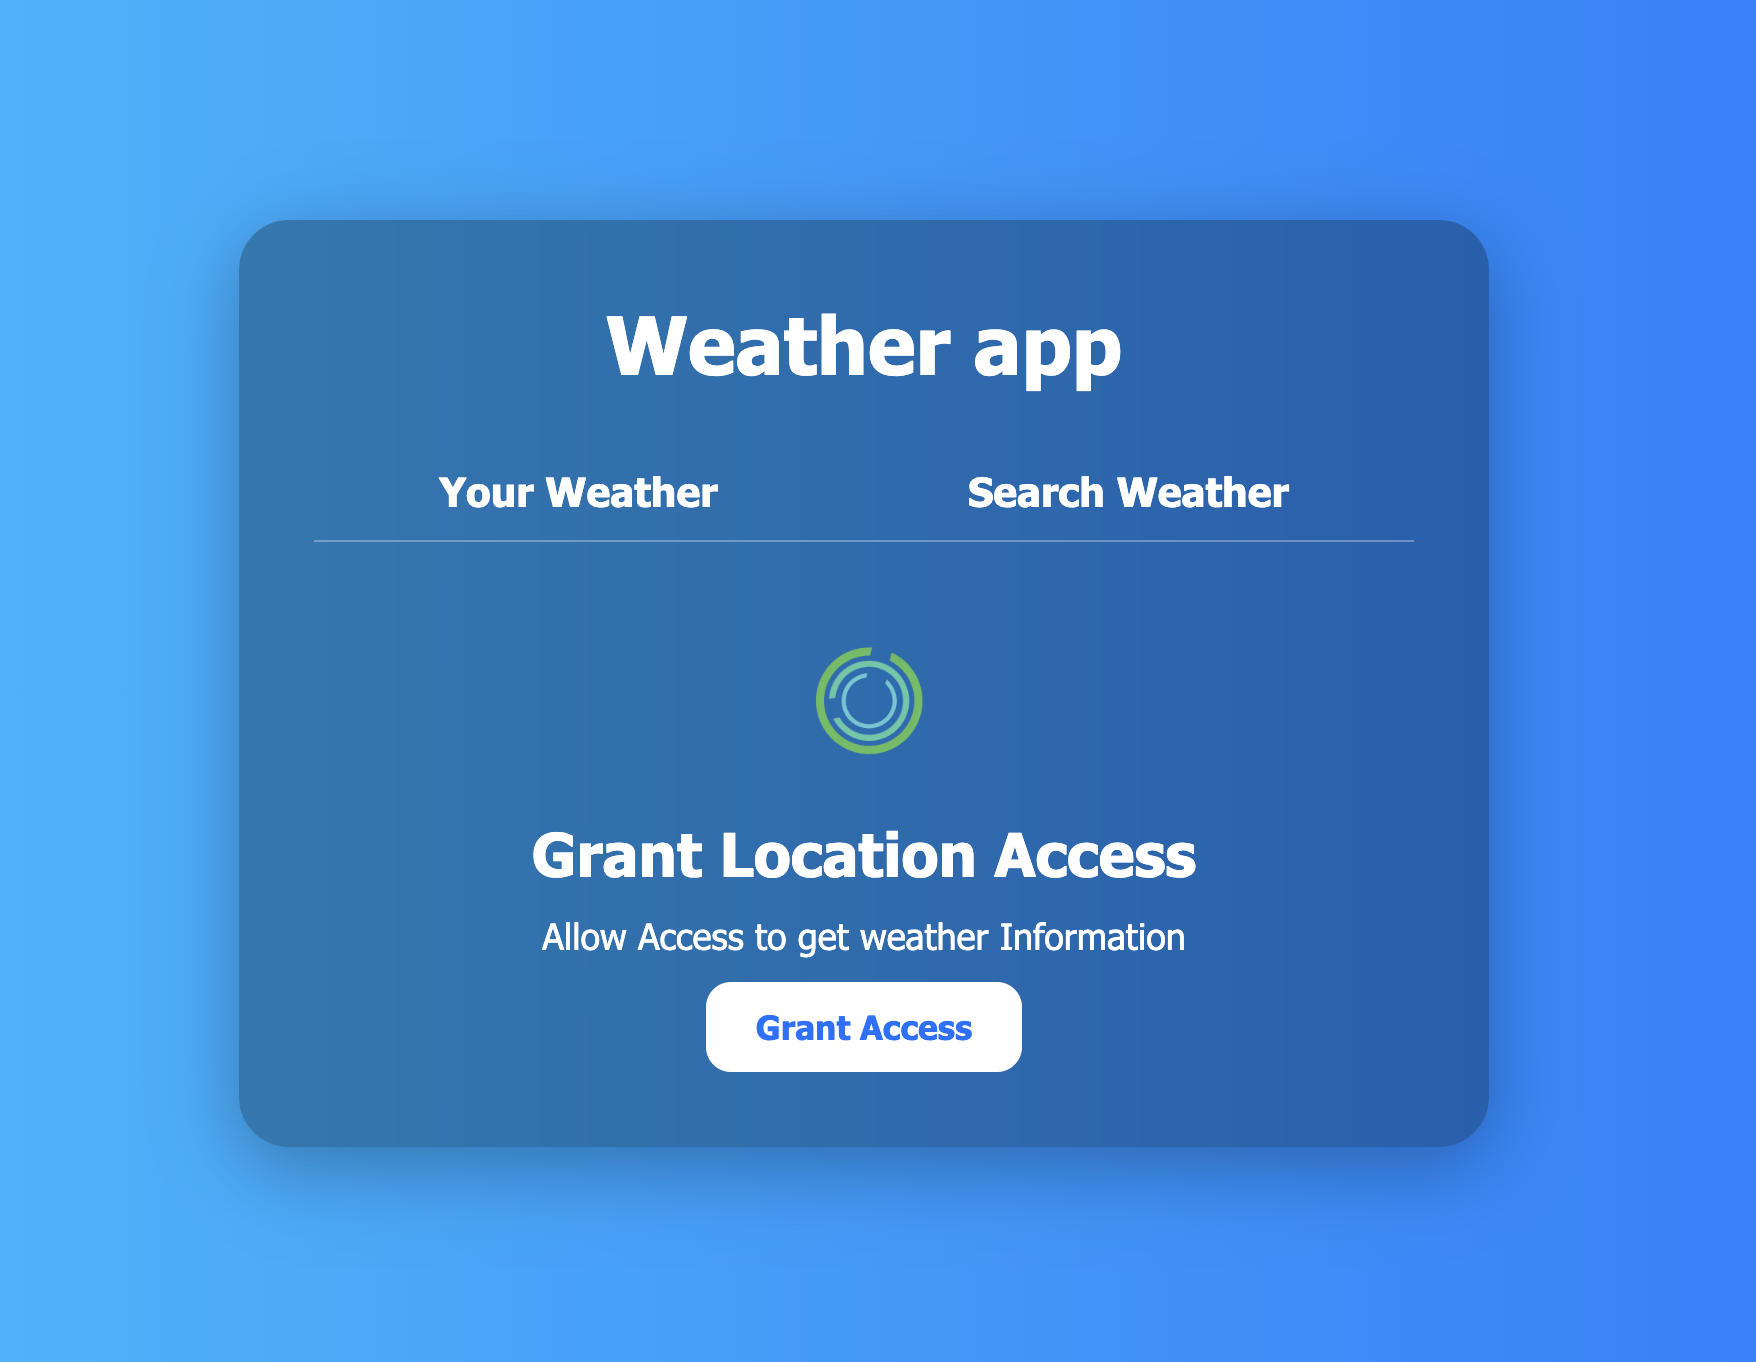 Weather app
Your Weather Search Weather
Grant Location Access
Allow Access to get weather Information
Grant Access